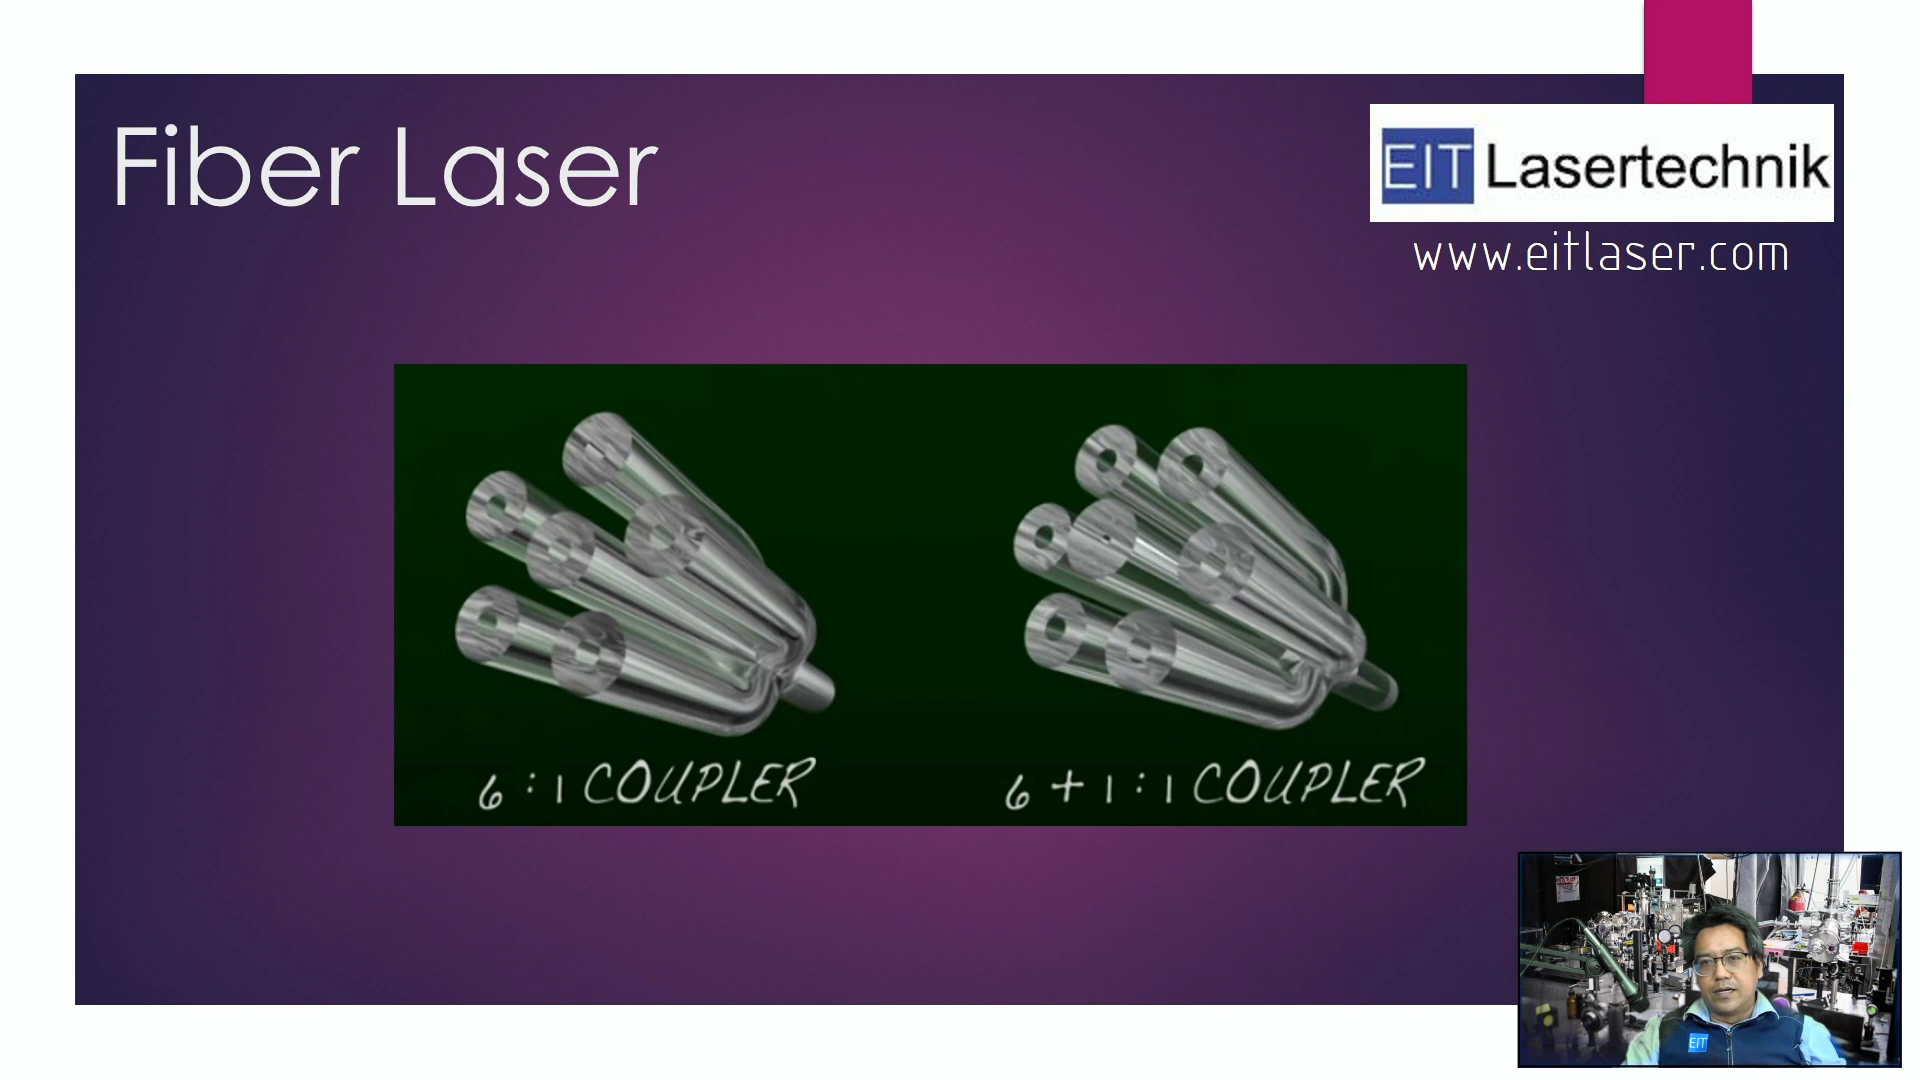 Fiber Laser
EIT Lasertechnik
www.eitlaser.com
6:1 COUPLER
6+1:1 COUPLER
EIT